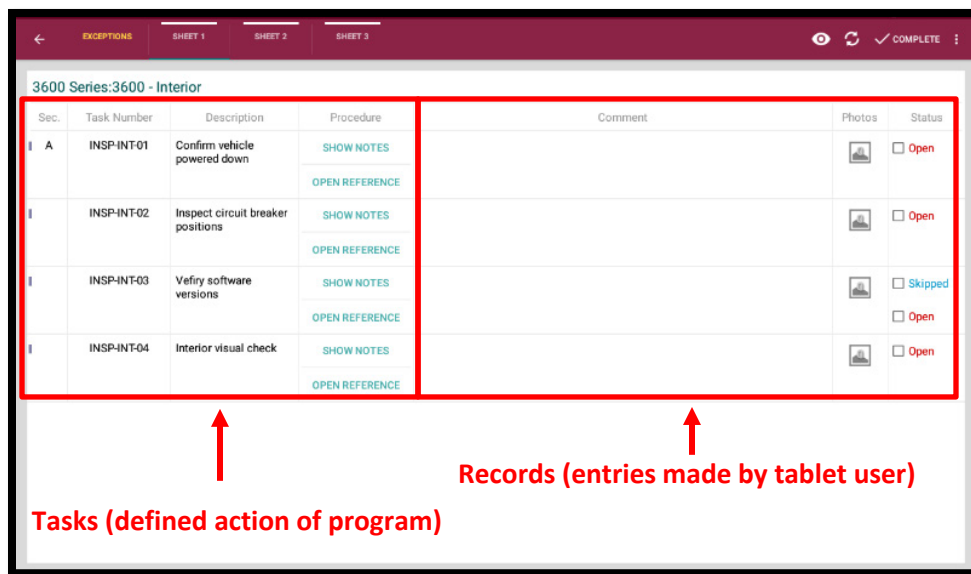 EXCEPTIONS SHEET 1 SHEET 2 SHEET 3 COMPLETE
3600 Series:3600 - Interior
Sec. Task Number Description Procedure Comment Photos Status
A INSP-INT-01 Confirm vehicle SHOW NOTES Open
powered down
OPEN REFERENCE
INSP-INT-02 Inspect circuit breaker SHOW NOTES Open
positions
OPEN REFERENCE
INSP-INT-03 Vefiry software SHOW NOTES Skipped
versions
OPEN REFERENCE Open
INSP-INT-04 Interior visual check SHOW NOTES Open
OPEN REFERENCE
Records (entries made by tablet user)
Tasks (defined action of program)